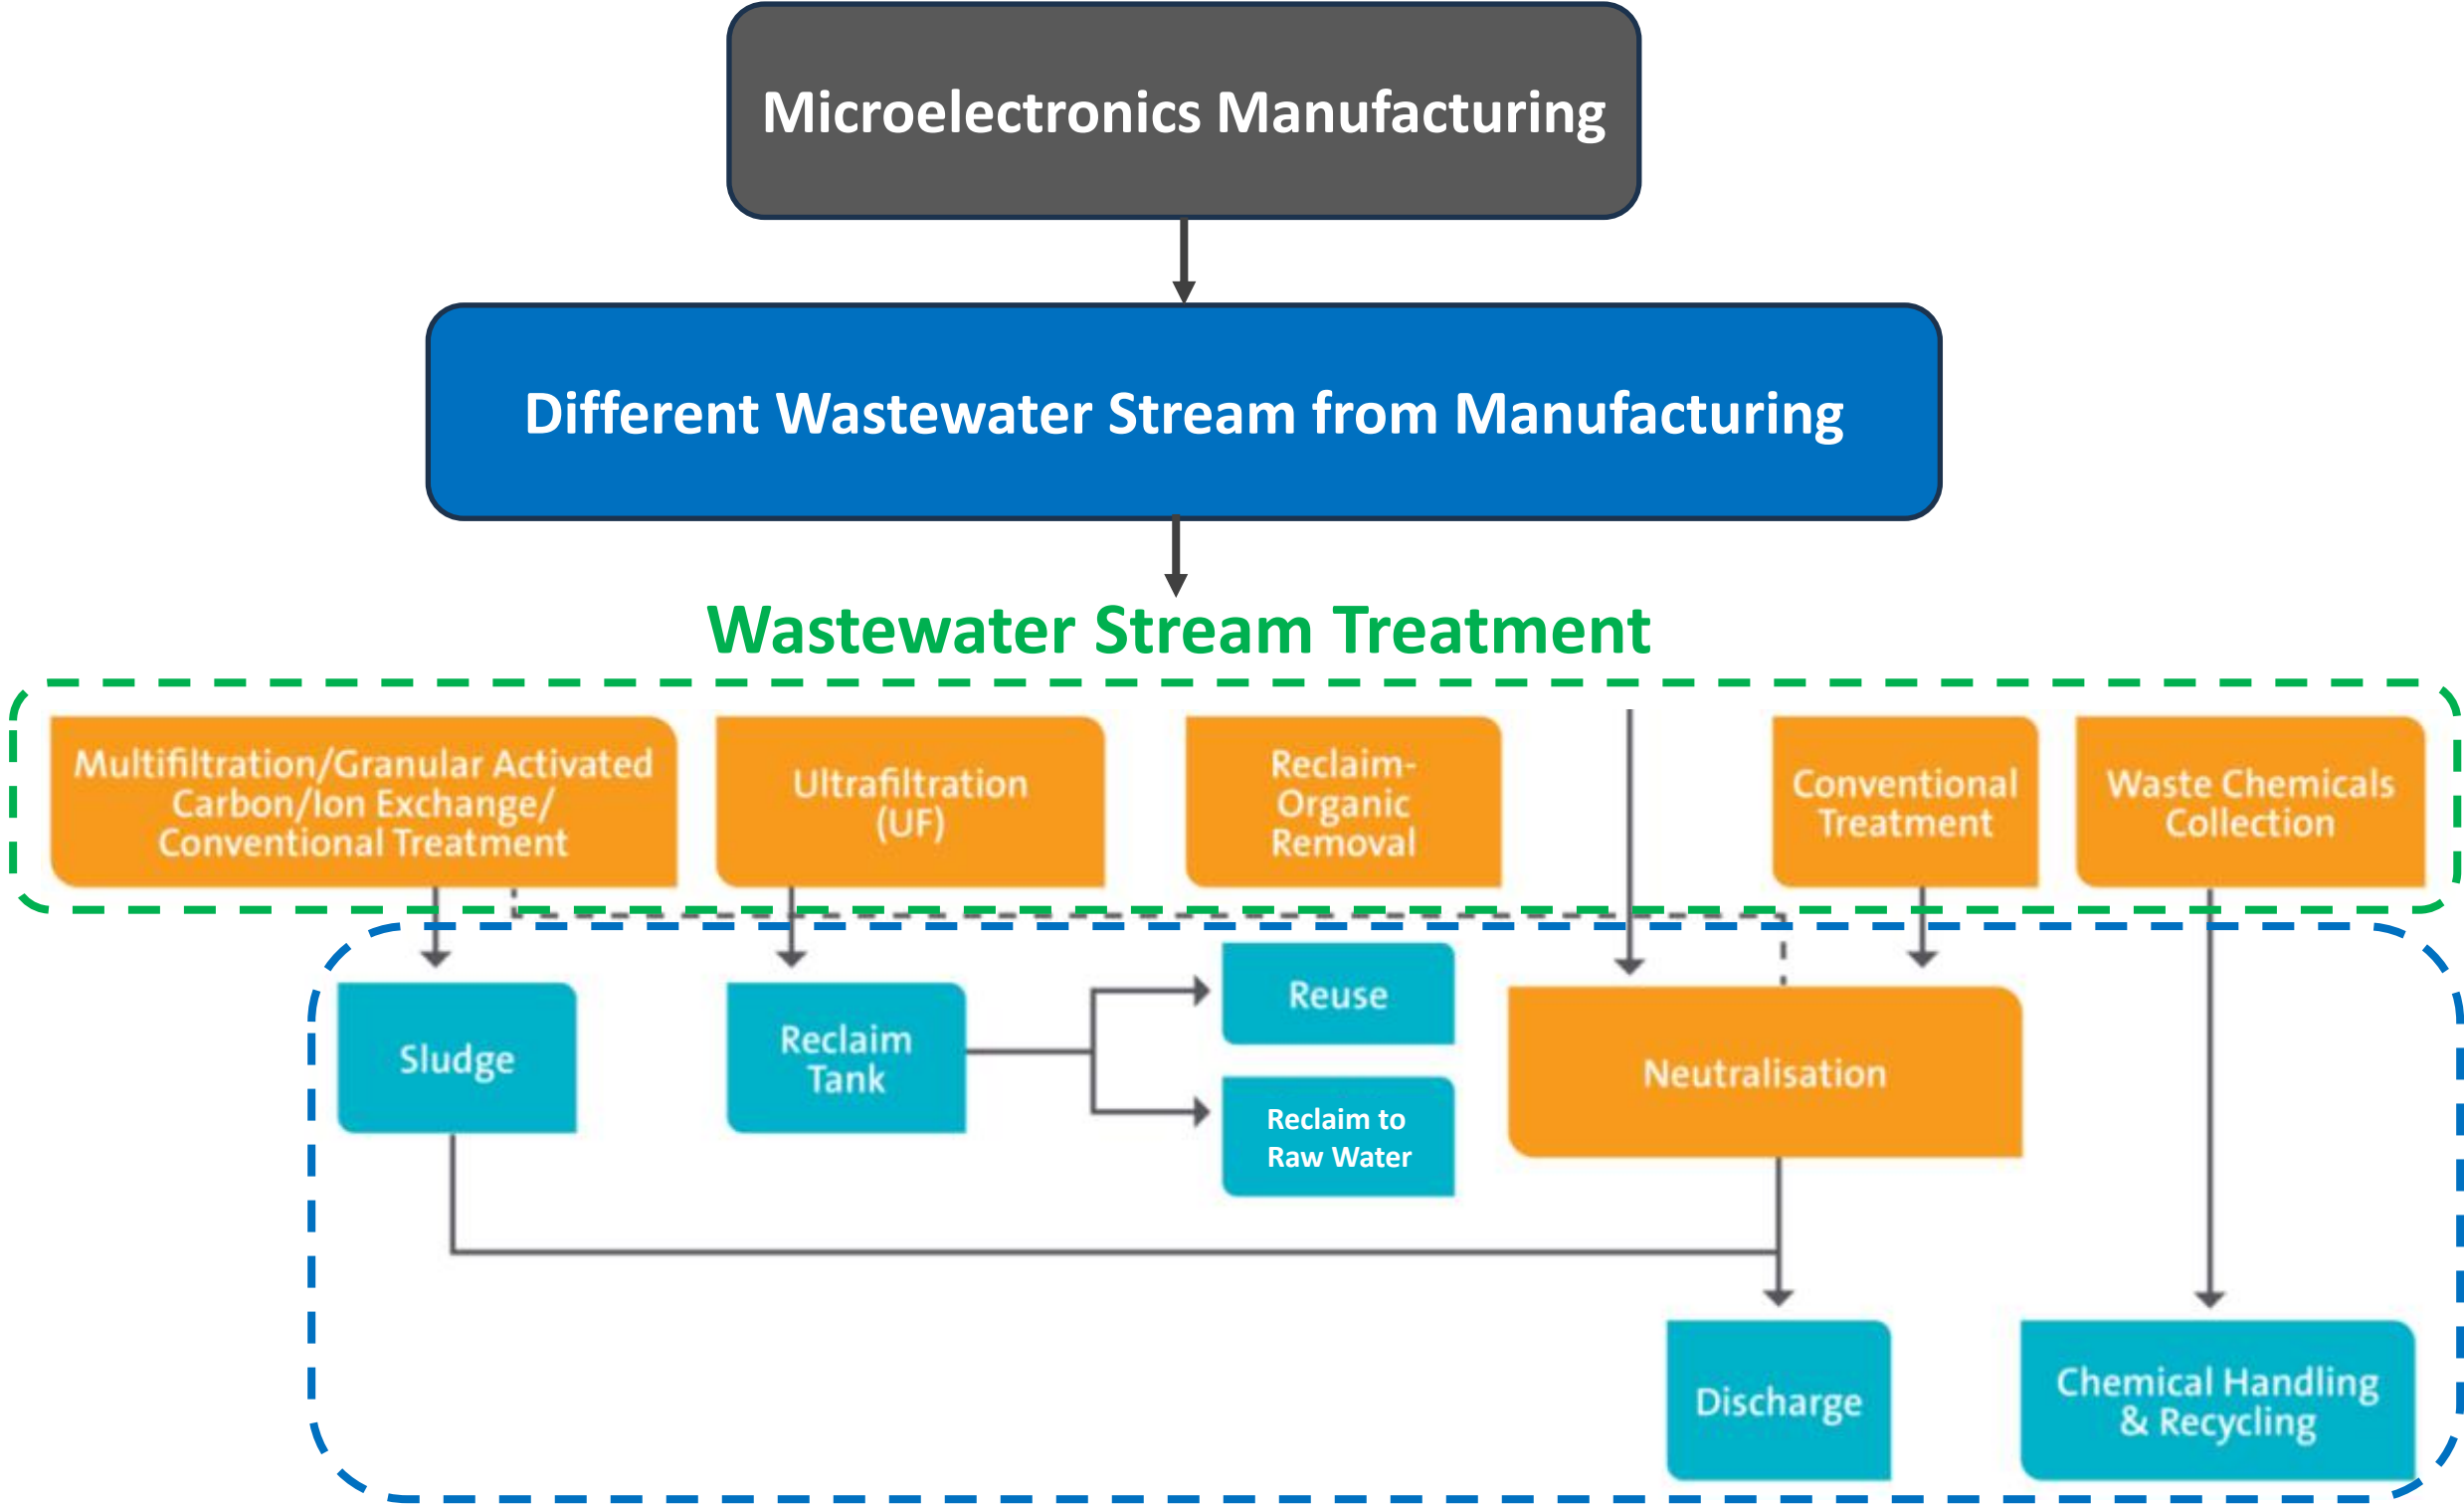 Microelectronics Manufacturing
Different Wastewater Stream from Manufacturing
Wastewater Stream Treatment
Multifiltration/Granular Activated
Carbon/Ion Exchange/
Conventional Treatment
Ultrafiltration
(UF)
Reclaim-
Organic
Removal
Conventional
Treatment
Waste Chemicals
Collection
Sludge
Reclaim
Tank
Reuse
Reclaim to
Raw Water
Neutralisation
Discharge
Chemical Handling
& Recycling